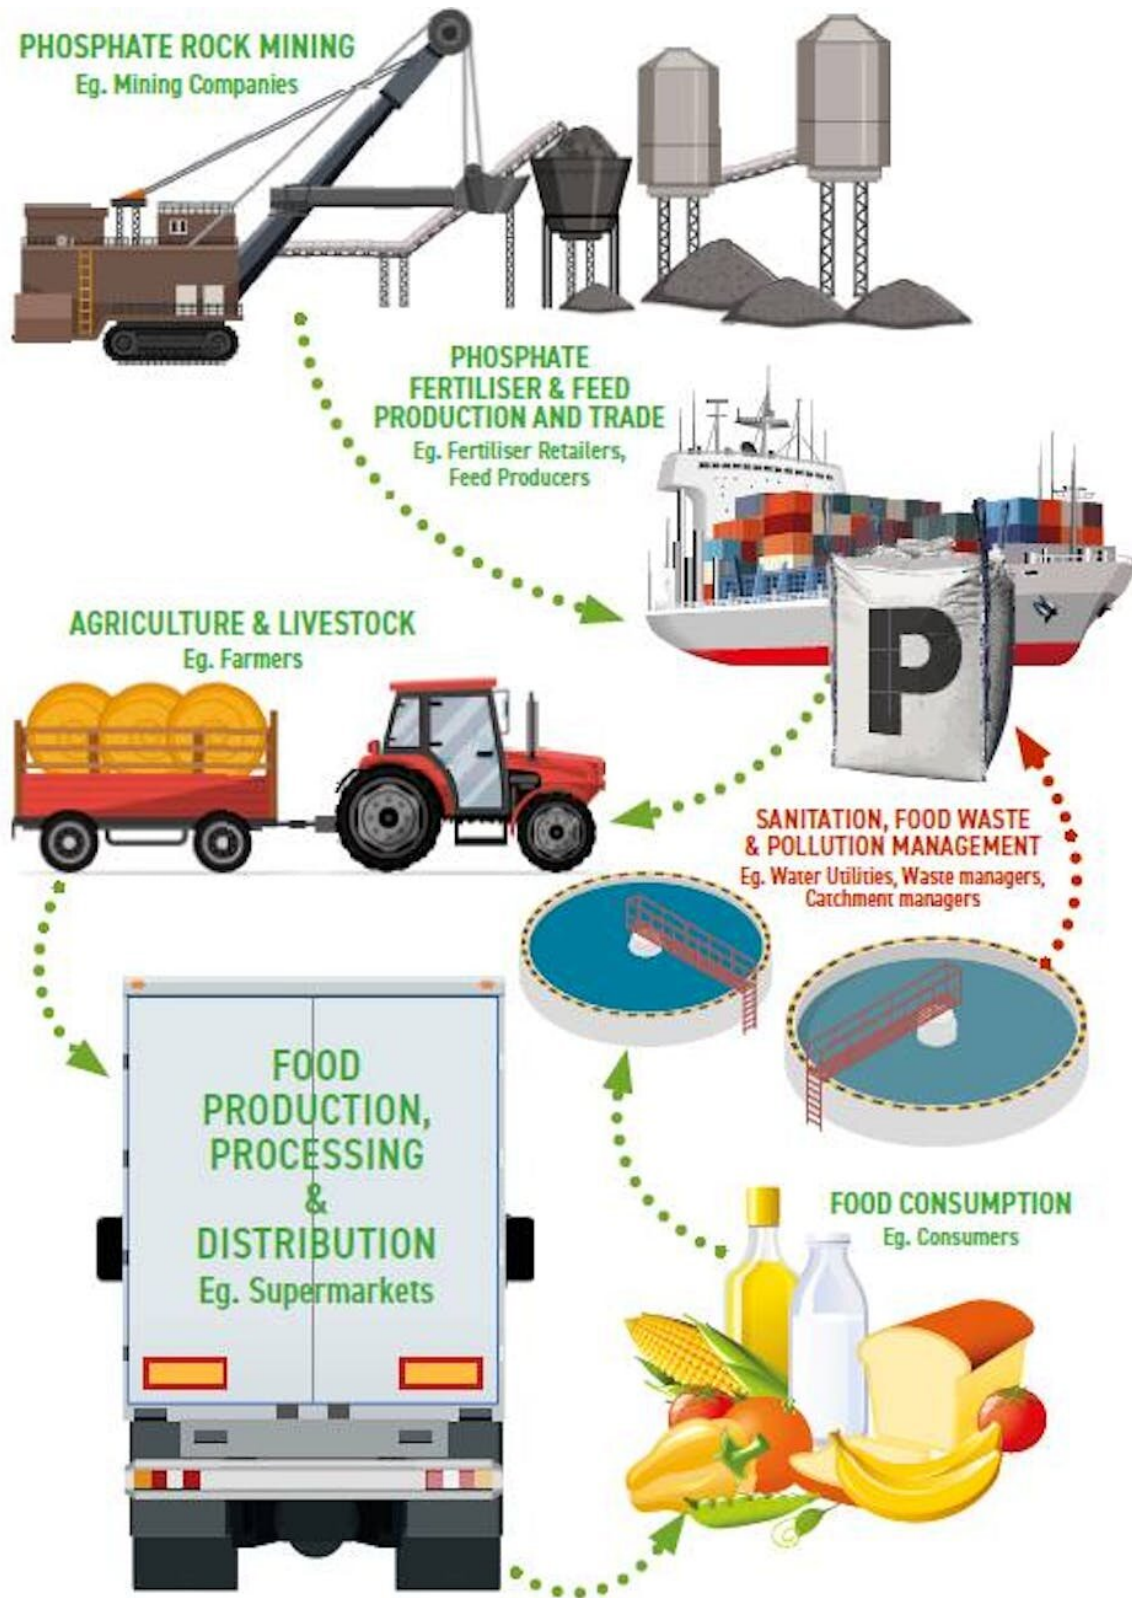 PHOSPHATE ROCK MINING
Eg. Mining Companies
PHOSPHATE
FERTILISER & FEED
PRODUCTION AND TRADE
Eg. Fertiliser Retailers,
Feed Producers
P
AGRICULTURE & LIVESTOCK
Eg. Farmers
SANITATION, FOOD WASTE
& POLLUTION MANAGEMENT
Eg. Water Utilities, Waste managers,
Catchment managers
FOOD
PRODUCTION,
PROCESSING
&
DISTRIBUTION
Eg. Supermarkets
FOOD CONSUMPTION
Eg. Consumers